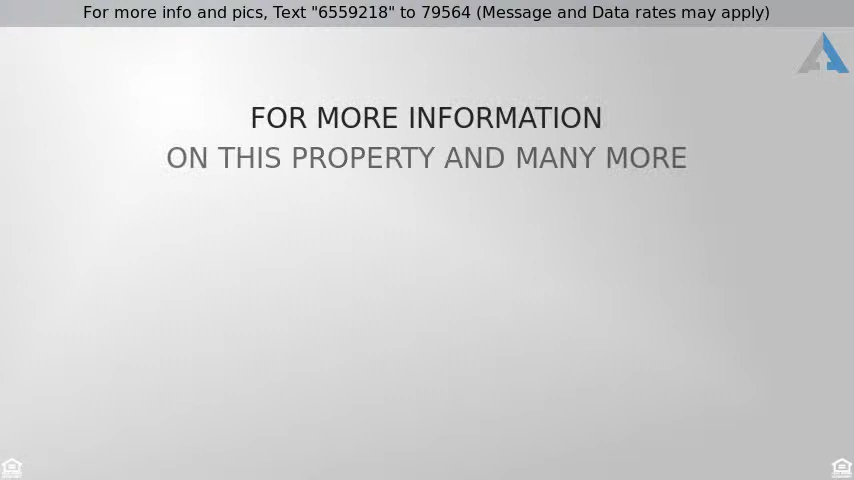 For more info and pics, Text "6559218" to 79564 (Message and Data rates may apply)
FOR MORE INFORMATION
ON THIS PROPERTY AND MANY MORE